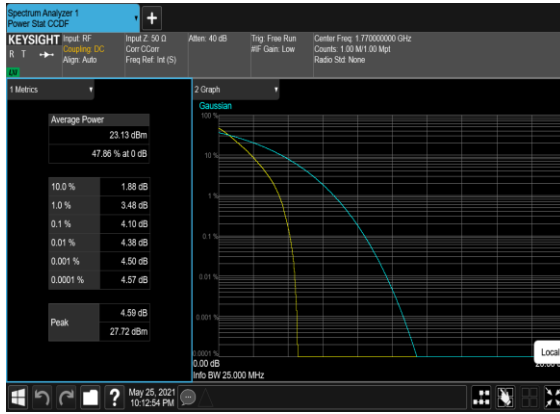 Spectrum Analyzer 1
Power Stat CCDF
KEYSIGHT
R T
LXI
Input: RF
Coupling: DC
Align: Auto
Input Z: 50 Ω
Corr CCorr
Freq Ref: Int (S)
Atten: 40 dB
Trig: Free Run
#IF Gain: Low
Center Freq: 1.770000000 GHz
Counts: 1.00 M/1.00 Mpt
Radio Std: None
1 Metrics
Average Power
23.13 dBm
47.86 % at 0 dB
10.0 % 1.88 dB
1.0 % 3.48 dB
0.1 % 4.10 dB
0.01 % 4.38 dB
0.001 % 4.50 dB
0.0001 % 4.57 dB
Peak
4.59 dB
27.72 dBm
2 Graph
Gaussian
100 %
10 %
1 %
0.1 %
0.01 %
0.001 %
0.0001 %
0.00 dB
Info BW 25.000 MHz
Local
?
May 25, 2021
10:12:54 PM